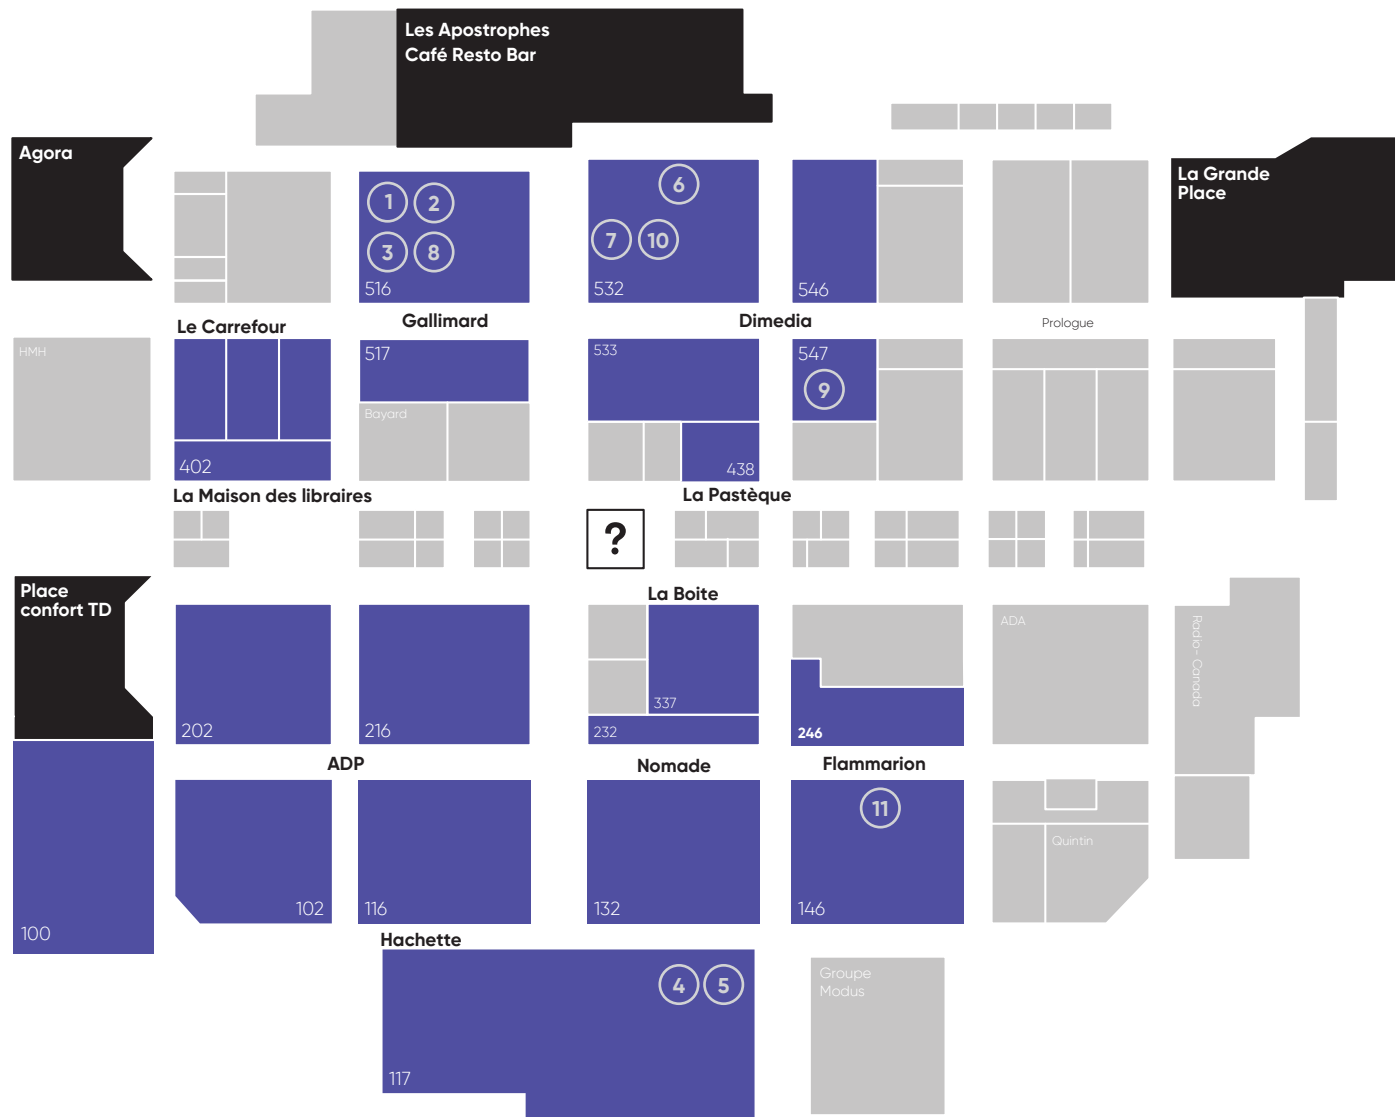 Les Apostrophes
Café Resto Bar
Agora
La Grande
Place
1
2
3
8
516
6
7
10
532
546
Le Carrefour
Gallimard
Dimedia
Prologue
HMH
402
517
Bayard
533
438
547
9
La Maison des libraires
La Pastèque
?
Place
confort TD
La Boite
202
216
337
232
246
ADA
Radio-Canada
ADP
Nomade
Flammarion
100
102
116
132
11
146
Quintin
Hachette
4
5
117
Groupe
Modus